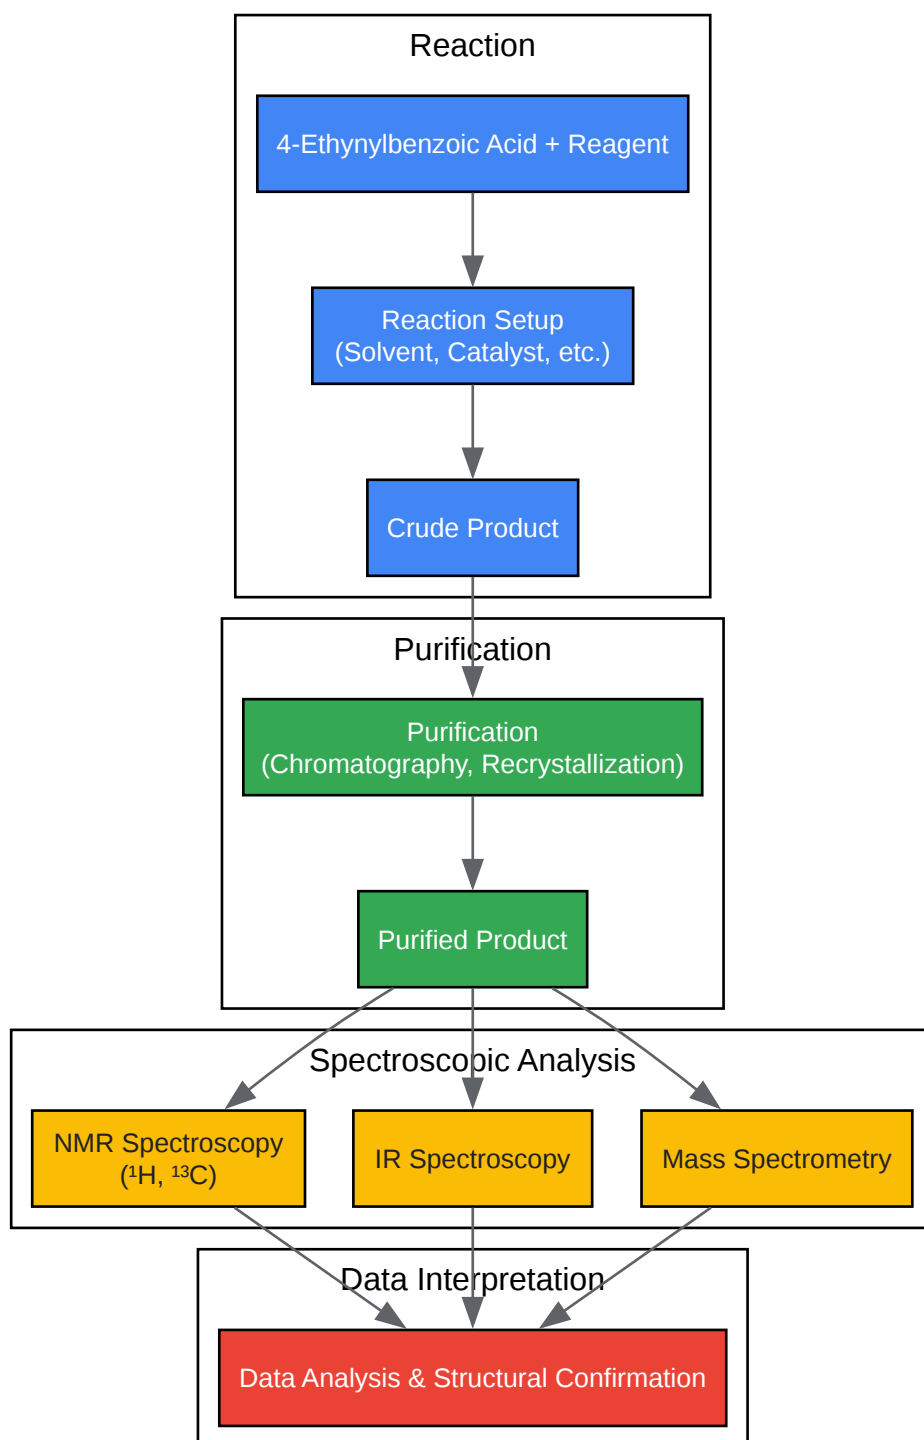 Reaction
4-Ethynylbenzoic Acid + Reagent
Reaction Setup
(Solvent, Catalyst, etc.)
Crude Product
Purification
Purification
(Chromatography, Recrystallization)
Purified Product
Spectroscopic Analysis
NMR Spectroscopy
(¹H, ¹³C)
IR Spectroscopy
Mass Spectrometry
Data Interpretation
Data Analysis & Structural Confirmation